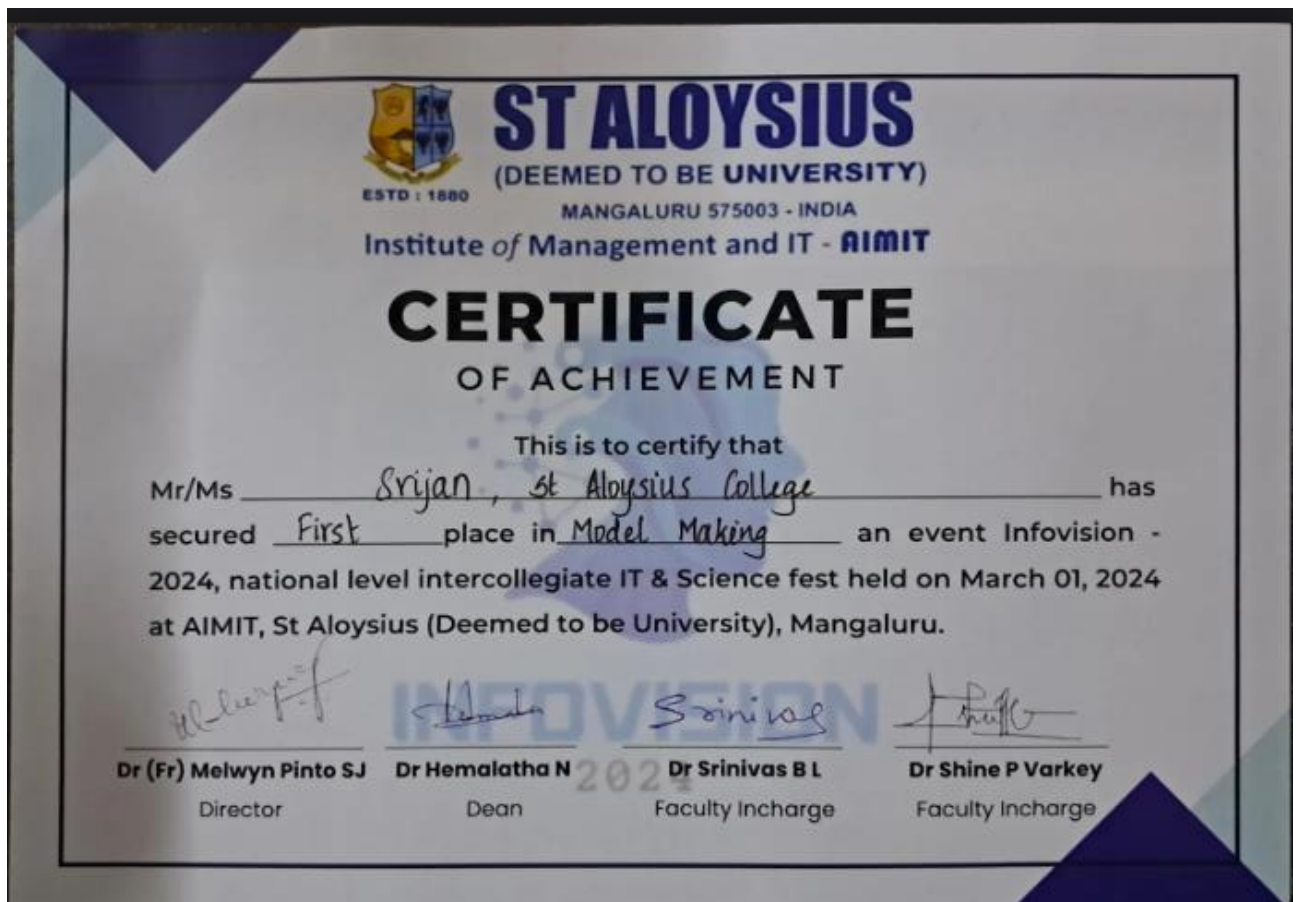 ST ALOYSIUS
(DEEMED TO BE UNIVERSITY)
ESTD : 1880
MANGALURU 575003 - INDIA
Institute of Management and IT - AIMIT
CERTIFICATE
OF ACHIEVEMENT
This is to certify that
Mr/Ms Srijan, St Aloysius College has
secured First place in Model Making an event Infovision -
2024, national level intercollegiate IT & Science fest held on March 01, 2024
at AIMIT, St Aloysius (Deemed to be University), Mangaluru.
INFOVISION
Srinivas
2024
Dr (Fr) Melwyn Pinto SJ Dr Hemalatha N Dr Srinivas B L Dr Shine P Varkey
Director Dean Faculty Incharge Faculty Incharge